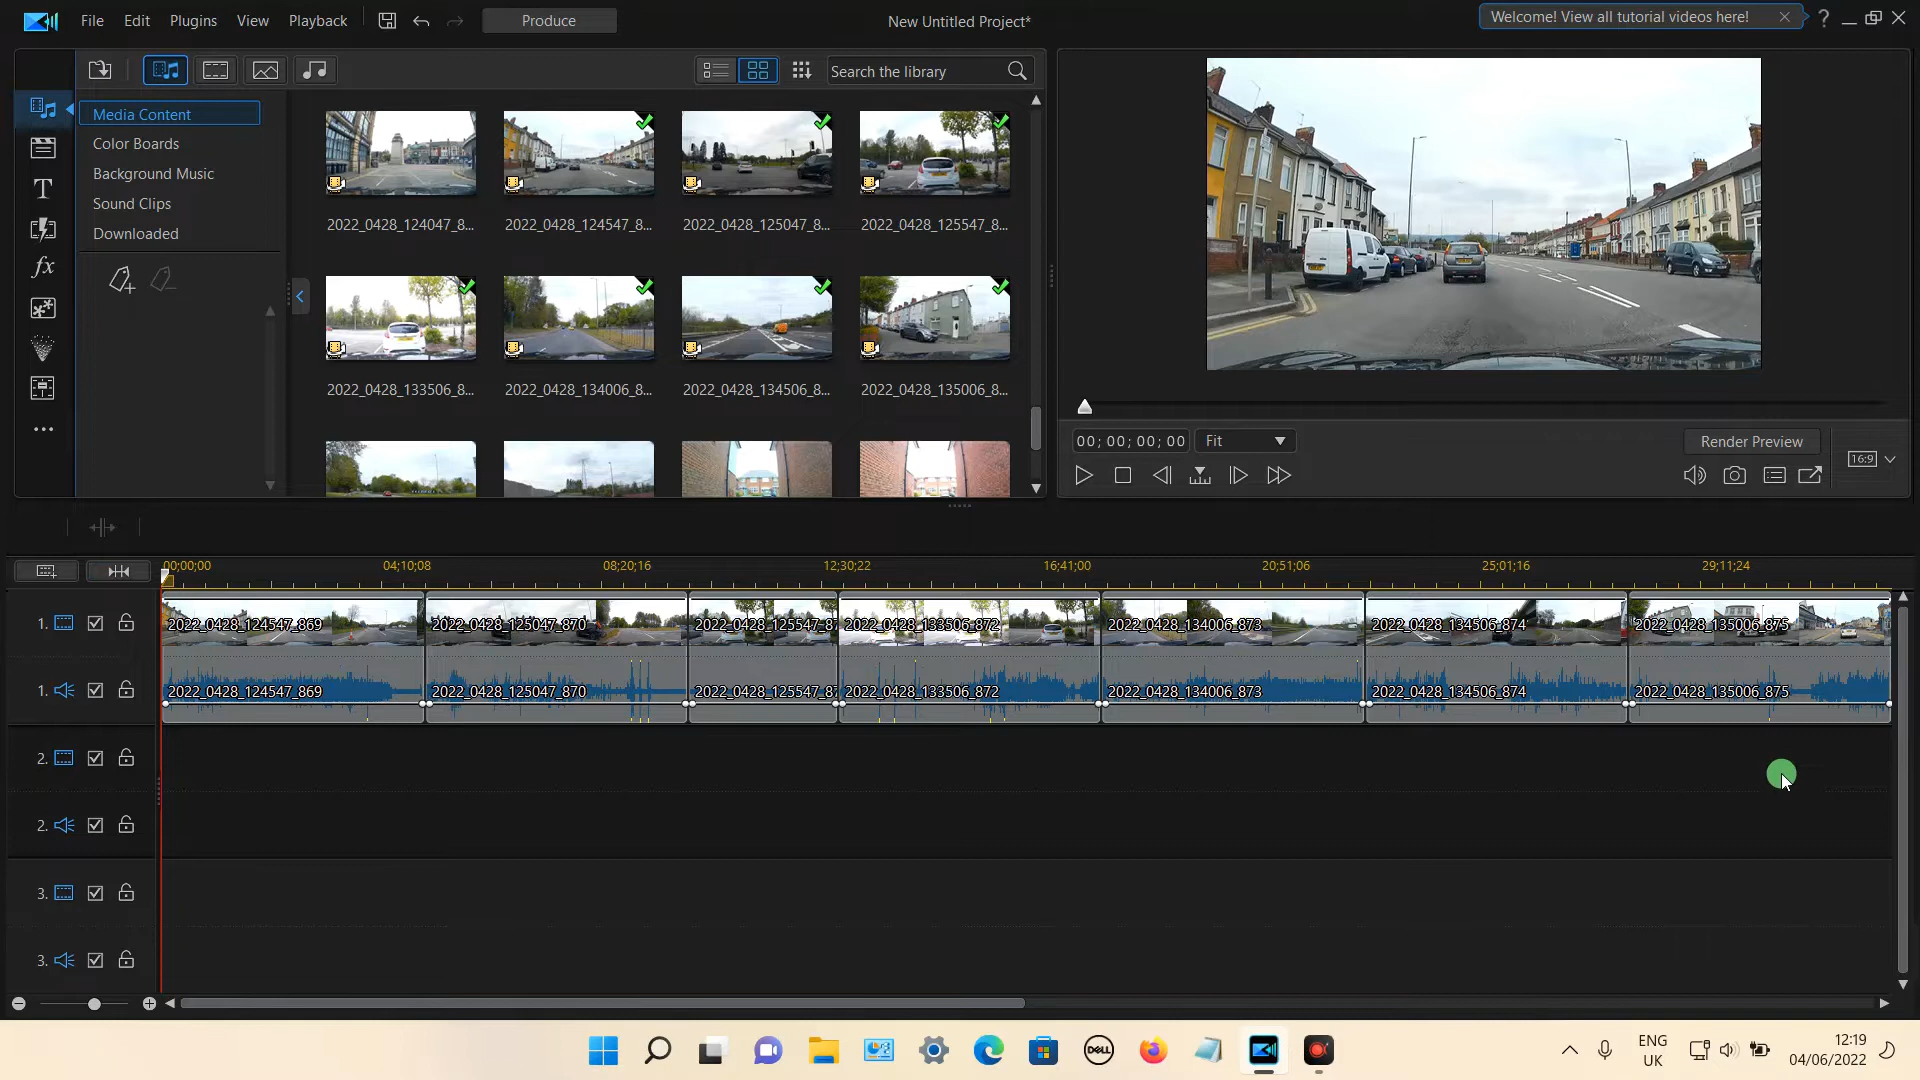 File Edit Plugins View Playback Produce New Untitled Project* Welcome! View all tutorial videos here! ?
Search the library
Media Content
Color Boards
Background Music
Sound Clips
Downloaded
2022_0428_124047_8... 2022_0428_124547_8... 2022_0428_125047_8... 2022_0428_125547_8...
2022_0428_133506_8... 2022_0428_134006_8... 2022_0428_134506_8... 2022_0428_135006_8...
00; 00; 00; 00 Fit Render Preview 16:9
00;00;00 04;10;08 08;20;16 12;30;22 16;41;00 20;51;06 25;01;16 29;11;24
1. 2022_0428_124547_869 2022_0428_125047_870 2022_0428_125547_87 2022_0428_133506_872 2022_0428_134006_873 2022_0428_134506_874 2022_0428_135006_875
1. 2022_0428_124547_869 2022_0428_125047_870 2022_0428_125547_87 2022_0428_133506_872 2022_0428_134006_873 2022_0428_134506_874 2022_0428_135006_875
2.
2.
3.
3.
DELL
ENG
UK
12:19
04/06/2022